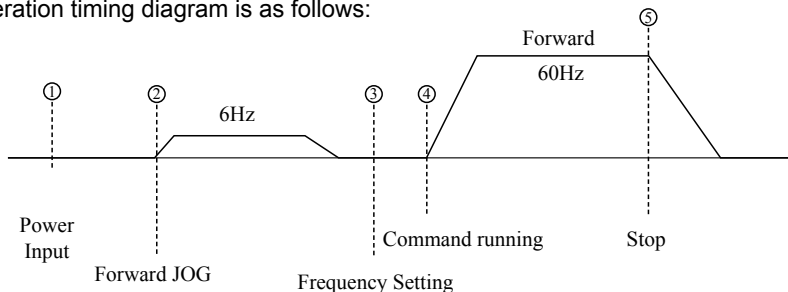 eration timing diagram is as follows:
⑤
Forward
60Hz
① ② ③ ④
6Hz
Power
Input
Command running
Stop
Forward JOG
Frequency Setting